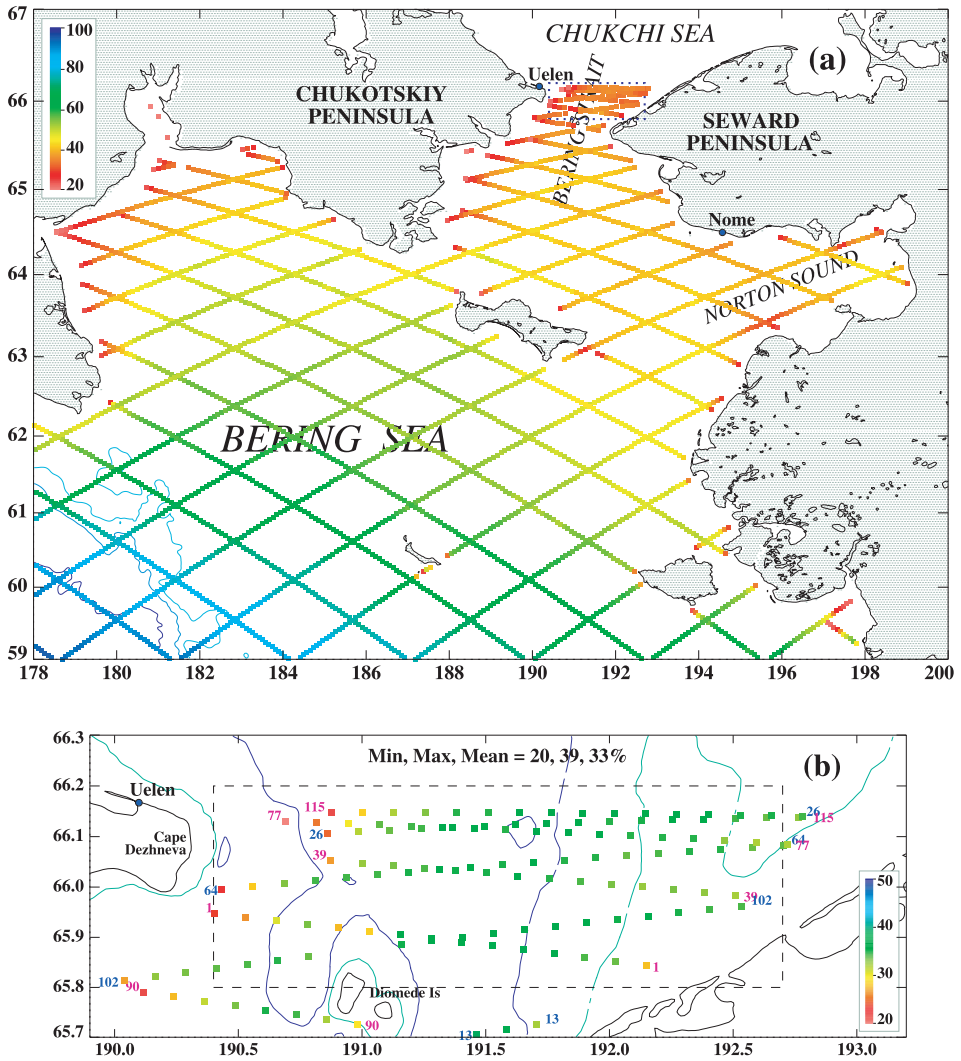 67
66
65
64
63
62
61
60
59
100
80
60
40
20
CHUKCHI SEA
(a)
Uelen
CHUKOTSKIY
PENINSULA
BERING STRAIT
SEWARD
PENINSULA
Nome
NORTON SOUND
BERING SEA
178 180 182 184 186 188 190 192 194 196 198 200
66.3
66.2
66.1
66.0
65.9
65.8
65.7
Min, Max, Mean = 20, 39, 33%
(b)
Uelen
Cape
Dezhneva
77 115 26 115
26 64 77
39
64 39
102
1
1
102 90
Diomede Is
90 13 13
50
40
30
20
190.0 190.5 191.0 191.5 192.0 192.5 193.0